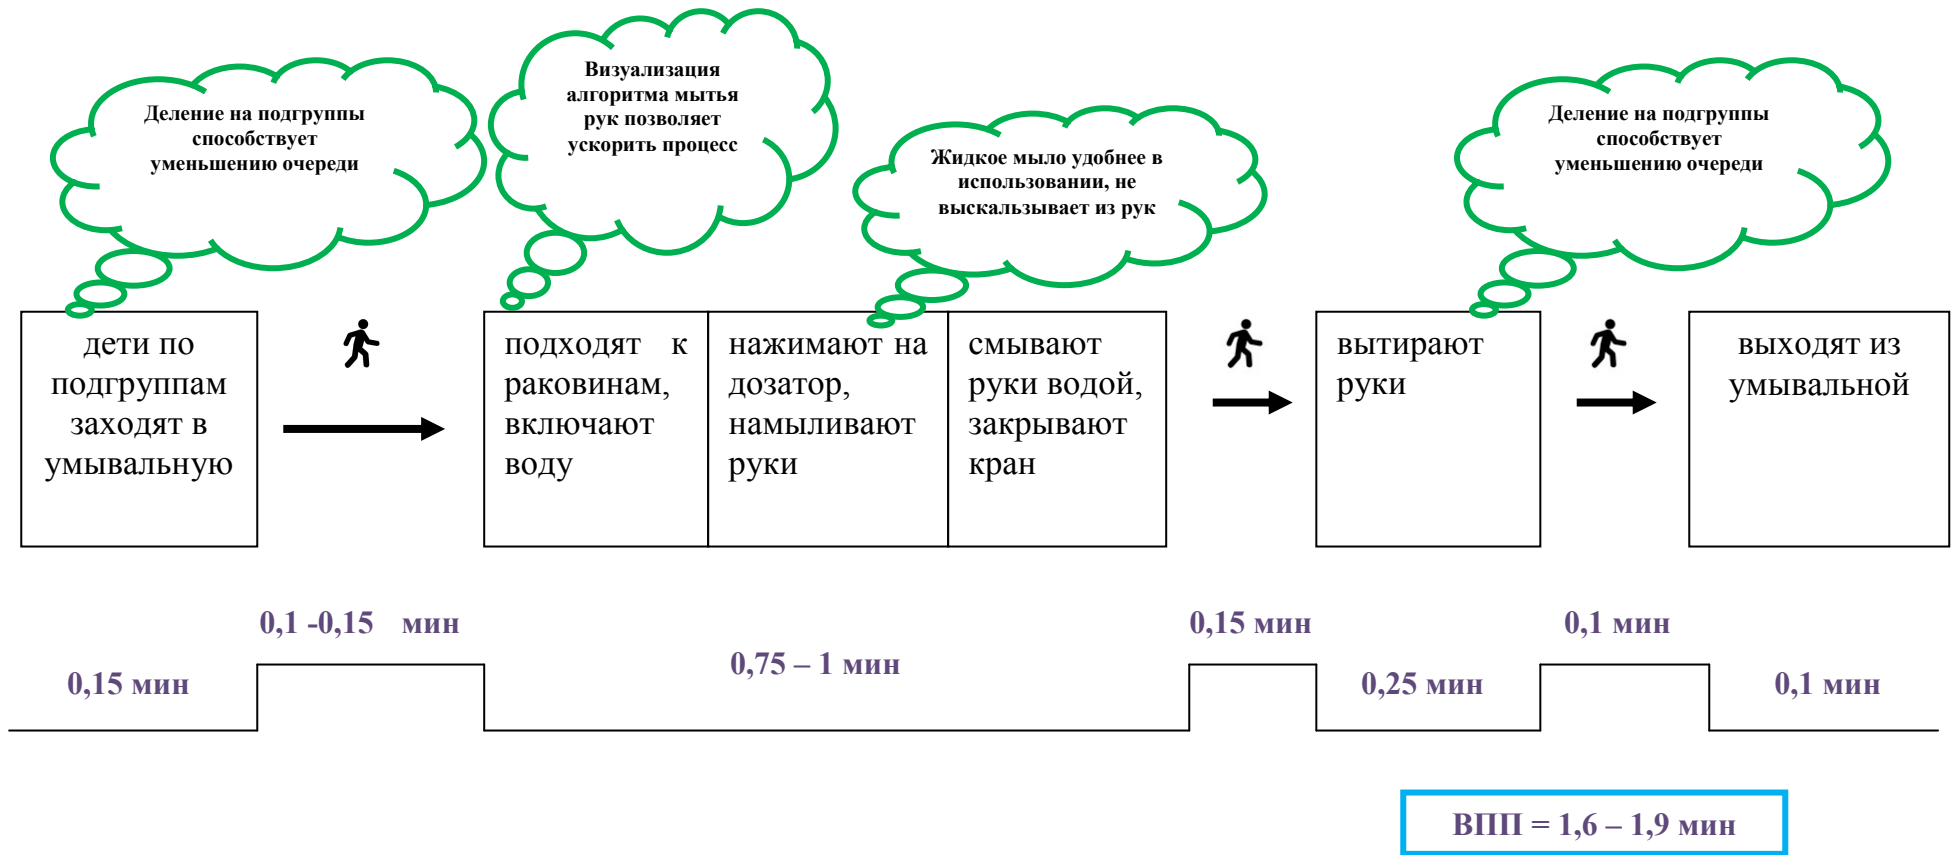 Деление на подгруппы
способствует
уменьшению очереди
Визуализация
алгоритма мытья
рук позволяет
ускорить процесс
Жидкое мыло удобнее в
использовании, не
выскальзывает из рук
Деление на подгруппы
способствует
уменьшению очереди
дети по
подгруппам
заходят в
умывальную
подходят к
раковинам,
включают
воду
нажимают на
дозатор,
намыливают
руки
смывают
руки водой,
закрывают
кран
вытирают
руки
выходят из
умывальной
0,15 мин
0,1 -0,15 мин
0,75 – 1 мин
0,15 мин
0,25 мин
0,1 мин
0,1 мин
ВПП = 1,6 – 1,9 мин